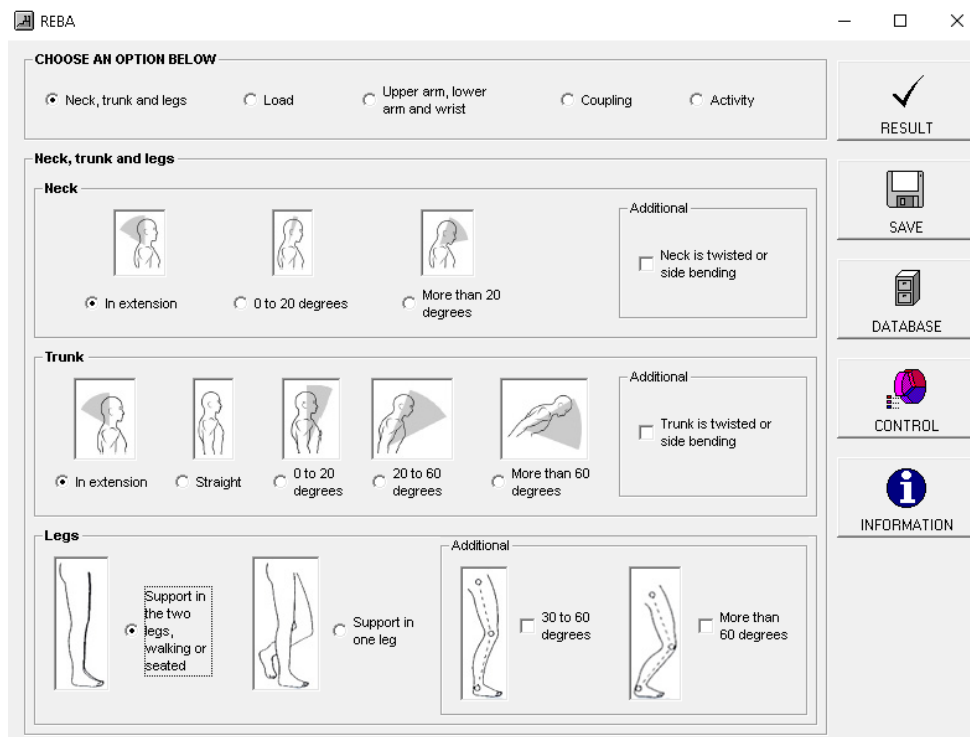 REBA
CHOOSE AN OPTION BELOW
Neck, trunk and legs
Load
Upper arm, lower
arm and wrist
Coupling
Activity
RESULT
SAVE
DATABASE
CONTROL
INFORMATION
Neck, trunk and legs
Neck
In extension
0 to 20 degrees
More than 20
degrees
Additional
Neck is twisted or
side bending
Trunk
In extension
Straight
0 to 20
degrees
20 to 60
degrees
More than 60
degrees
Additional
Trunk is twisted or
side bending
Legs
Support in
the two
legs,
walking or
seated
Support in
one leg
Additional
30 to 60
degrees
More than
60 degrees